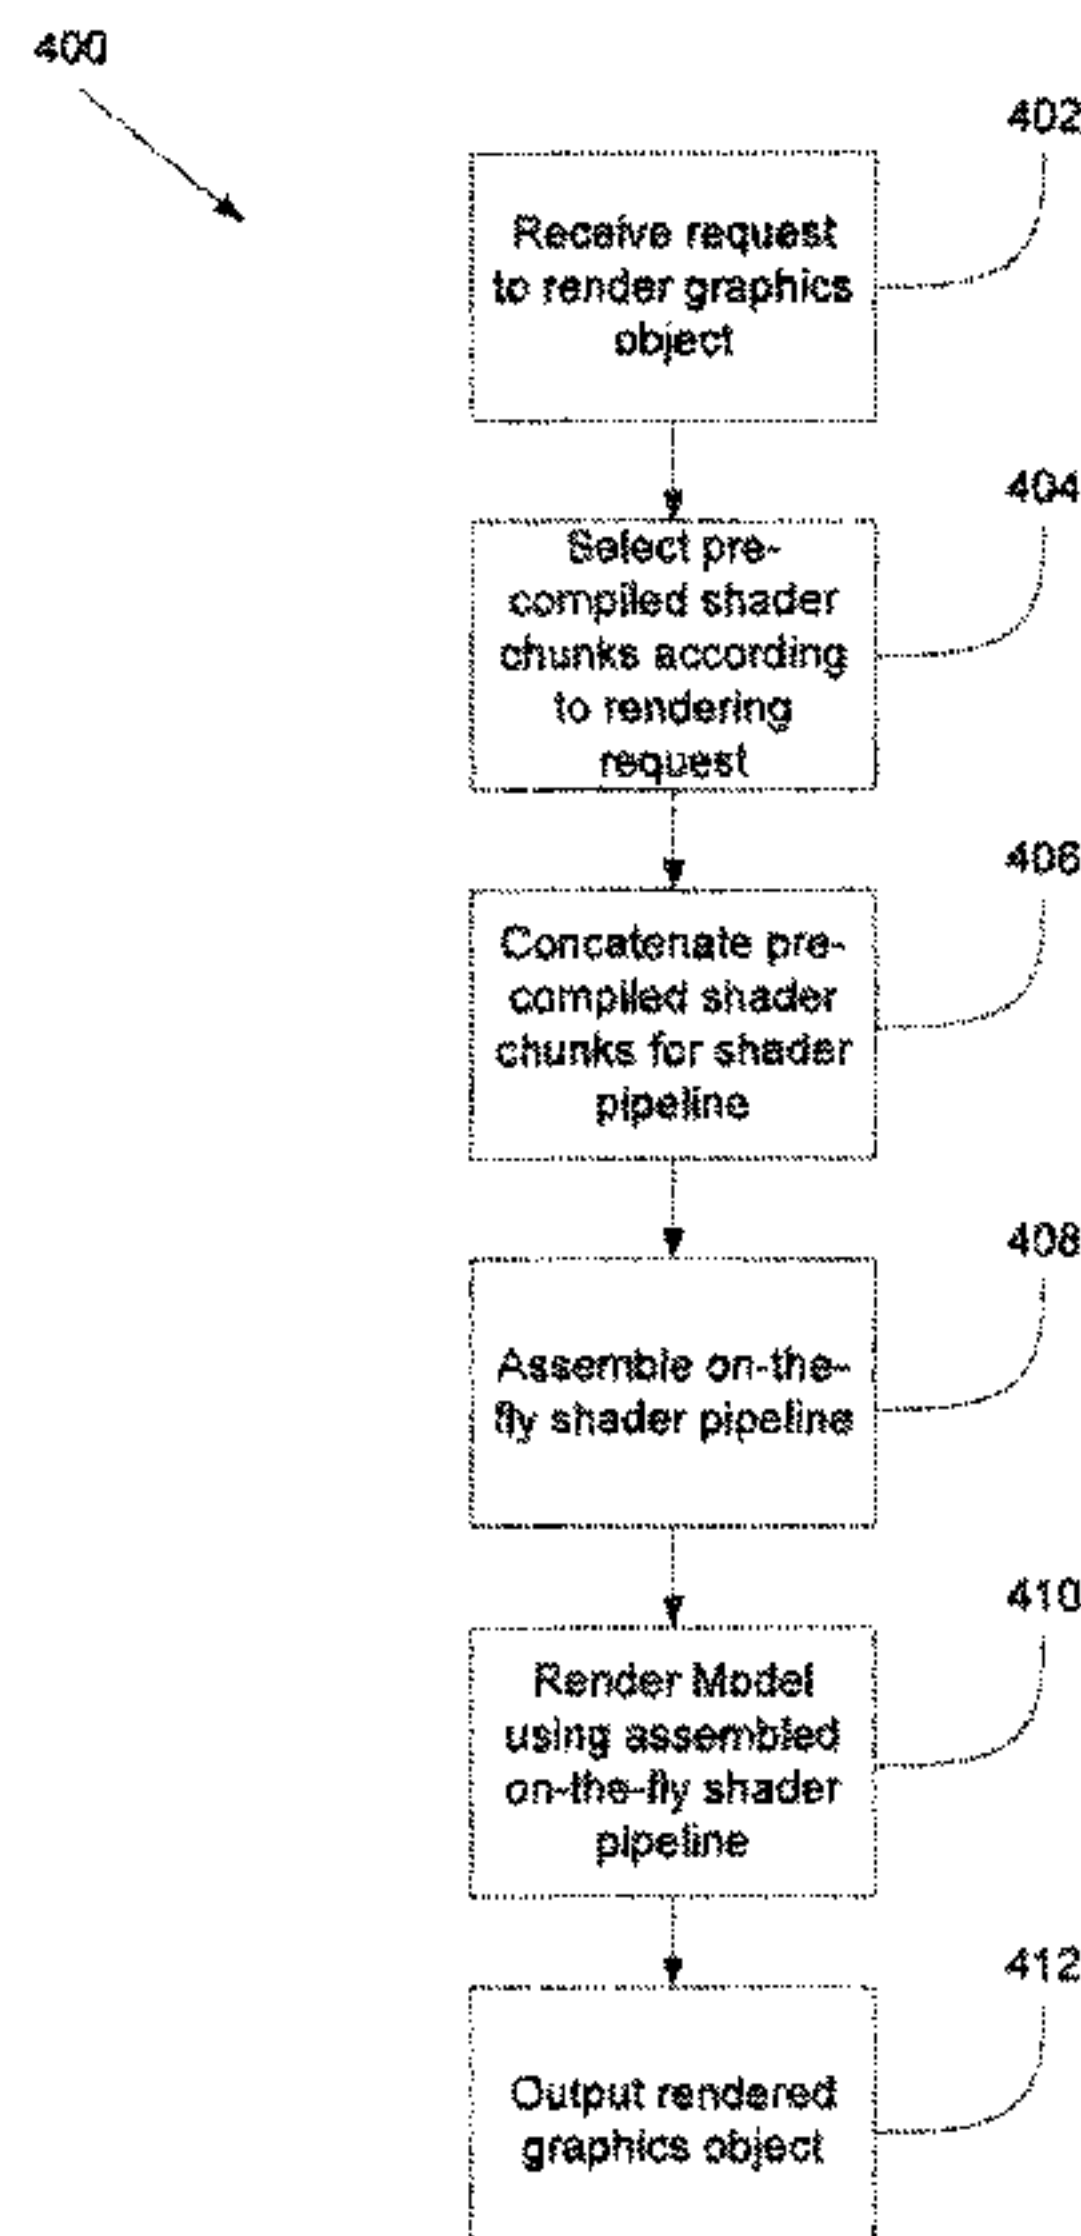 400
402
Receive request
to render graphics
object
404
Select pre-
compiled shader
chunks according
to rendering
request
406
Concatenate pre-
compiled shader
chunks for shader
pipeline
408
Assemble on-the-
fly shader pipeline
410
Render Model
using assembled
on-the-fly shader
pipeline
412
Output rendered
graphics object